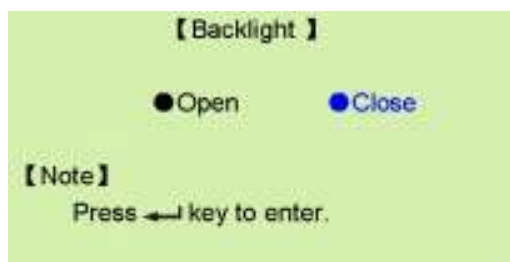 【Backlight】
●Open ●Close
【Note】
Press ↵ key to enter.